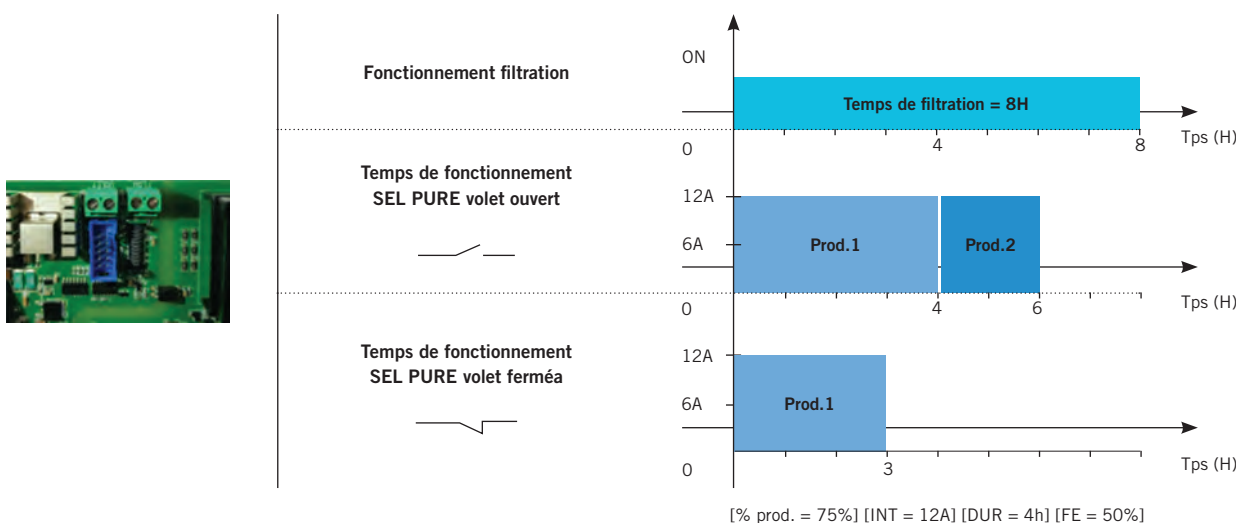 ON
Fonctionnement filtration
Temps de filtration = 8H
0
4
8
Tps (H)
Temps de fonctionnement
SEL PURE volet ouvert
12A
6A
Prod.1
Prod.2
0
4
6
Tps (H)
Temps de fonctionnement
SEL PURE volet ferméa
12A
6A
Prod.1
0
3
Tps (H)
[% prod. = 75%] [INT = 12A] [DUR = 4h] [FE = 50%]